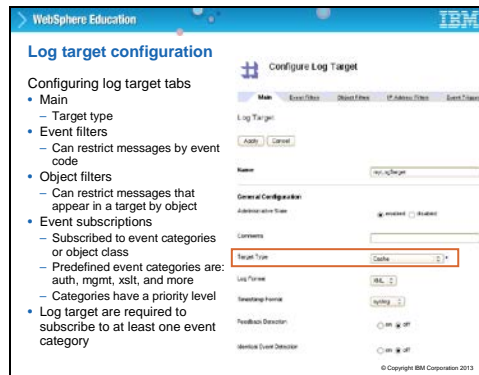 WebSphere Education
IBM
Log target configuration
Configuring log target tabs
• Main
– Target type
• Event filters
– Can restrict messages by event
code
• Object filters
– Can restrict messages that
appear in a target by object
• Event subscriptions
– Subscribed to event categories
or object class
– Predefined event categories are:
auth, mgmt, xslt, and more
– Categories have a priority level
• Log target are required to
subscribe to at least one event
category
Configure Log Target
Main Event Filters Object Filters IP Address Filters Event Triggers
Log Target
Apply Cancel
Name myLogTarget
General Configuration
Administrative State enabled disabled
Comments
Target Type Cache *
Log Format XML
Timestamp Format syslog
Feedback Detection on off
Identical Event Detection on off
© Copyright IBM Corporation 2013